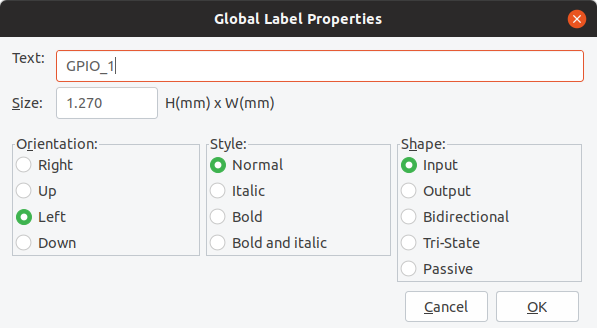 Global Label Properties
Text: GPIO_1
Size: 1.270 H(mm) x W(mm)
Orientation: Style: Shape:
Right Normal Input
Up Italic Output
Left Bold Bidirectional
Down Bold and italic Tri-State
Passive
Cancel OK